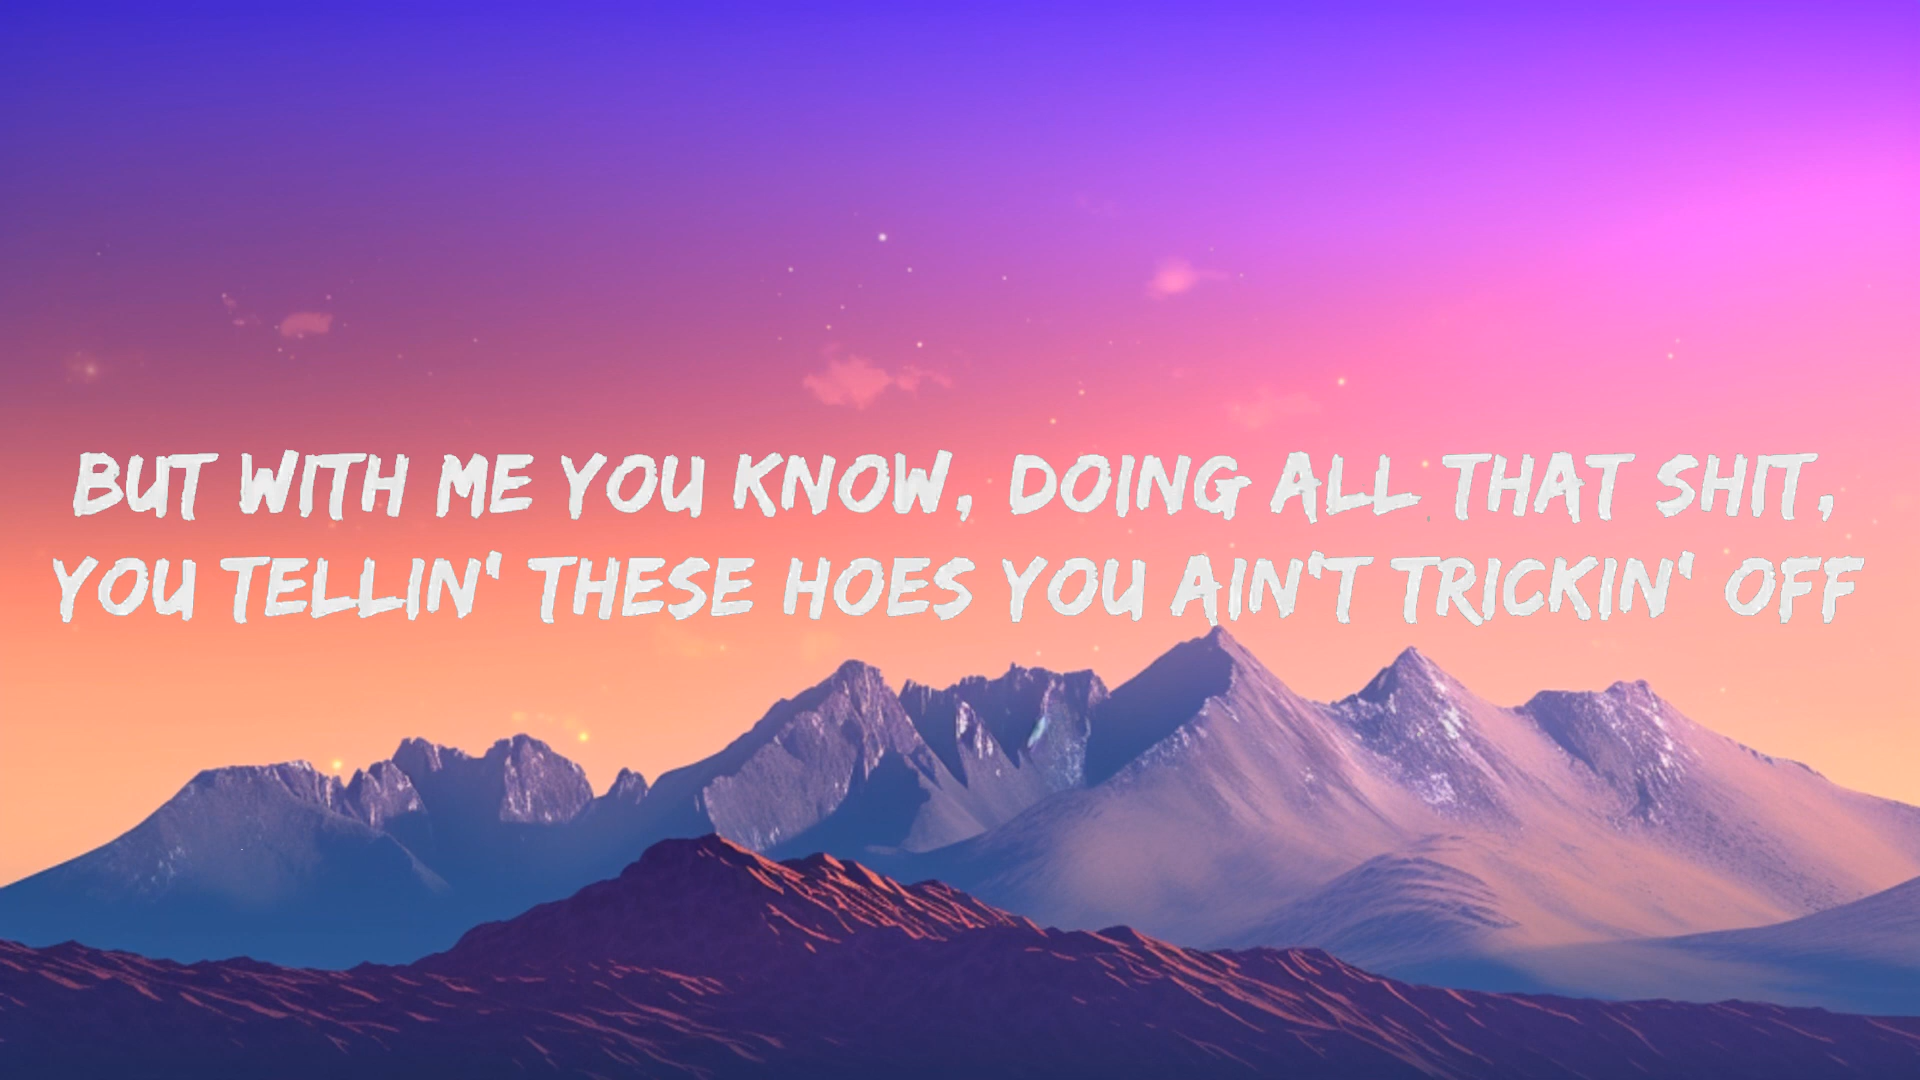 BUT WITH ME YOU KNOW, DOING ALL THAT SHIT,
YOU TELLIN' THESE HOES YOU AIN'T TRICKIN' OFF